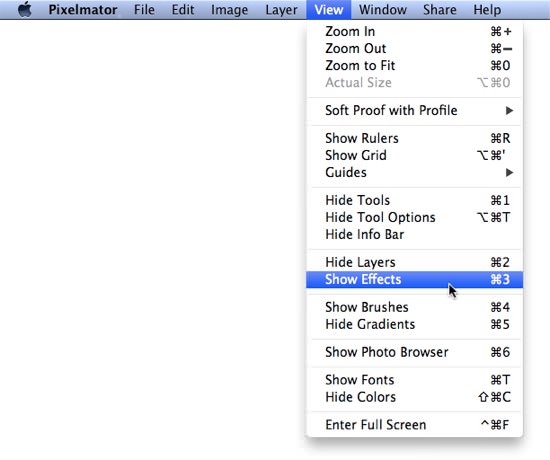 Pixelmator File Edit Image Layer View Window Share Help
Zoom In ⌘+
Zoom Out ⌘−
Zoom to Fit ⌘0
Actual Size ⌥⌘0
Soft Proof with Profile ▶
Show Rulers ⌘R
Show Grid ⌥⌘'
Guides ▶
Hide Tools ⌘1
Hide Tool Options ⌥⌘T
Hide Info Bar
Hide Layers ⌘2
Show Effects ⌘3
Show Brushes ⌘4
Hide Gradients ⌘5
Show Photo Browser ⌘6
Show Fonts ⌘T
Hide Colors ⇧⌘C
Enter Full Screen ^⌘F